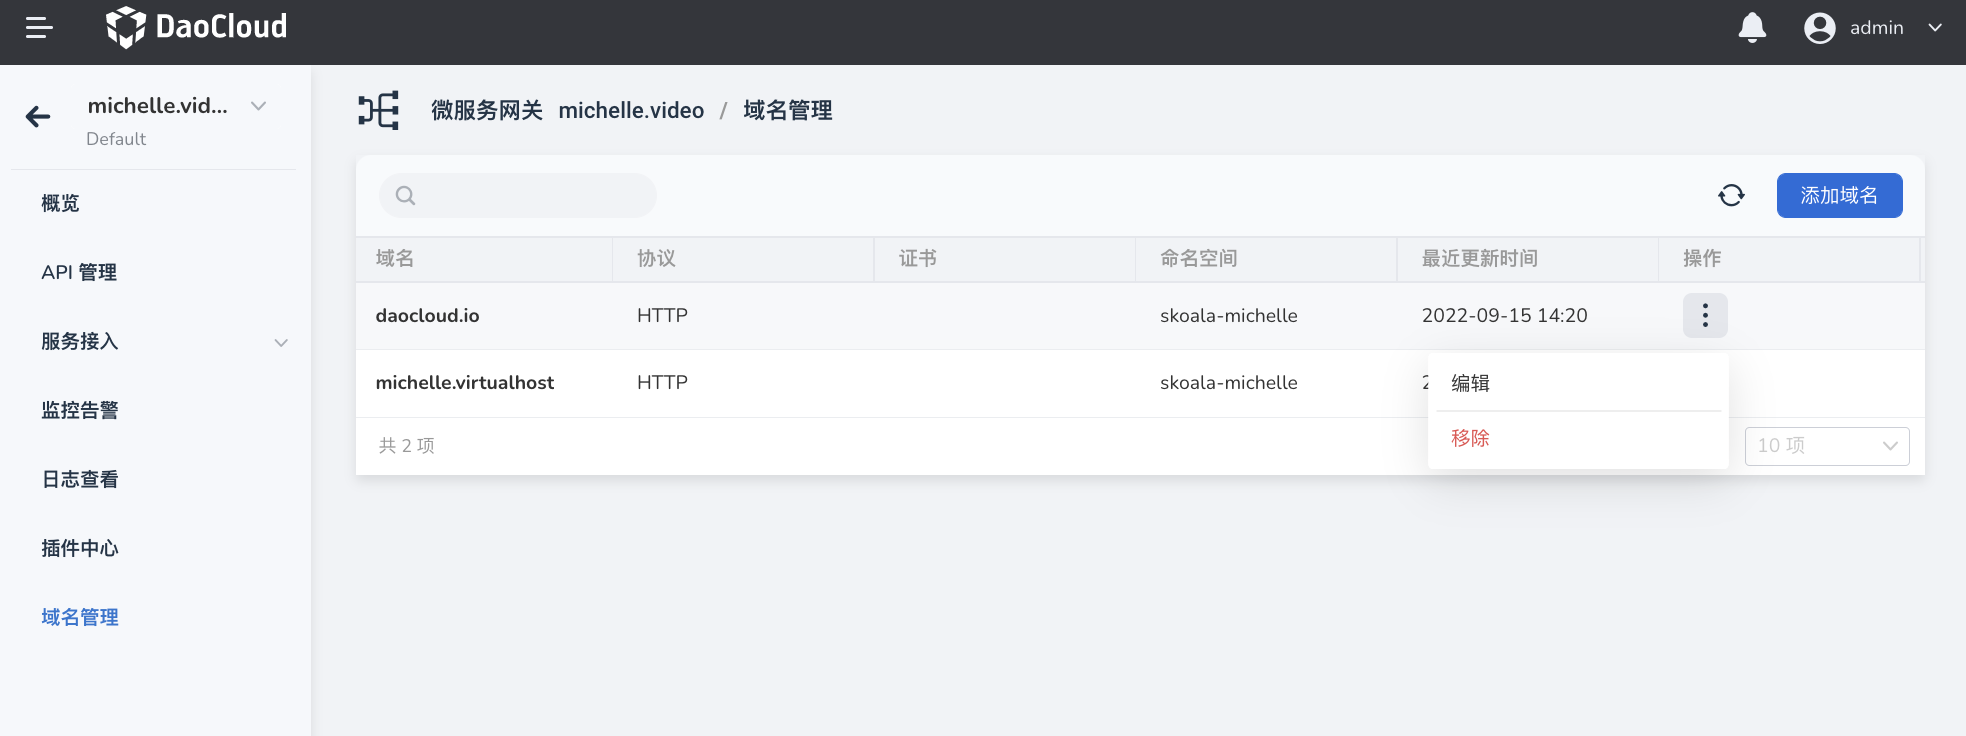 DaoCloud
admin
michelle.vid...
Default
概览
API 管理
服务接入
监控告警
日志查看
插件中心
域名管理
微服务网关 michelle.video / 域名管理
添加域名
域名 协议 证书 命名空间 最近更新时间 操作
daocloud.io HTTP skoala-michelle 2022-09-15 14:20
michelle.virtualhost HTTP skoala-michelle
编辑
移除
共 2 项
10 项